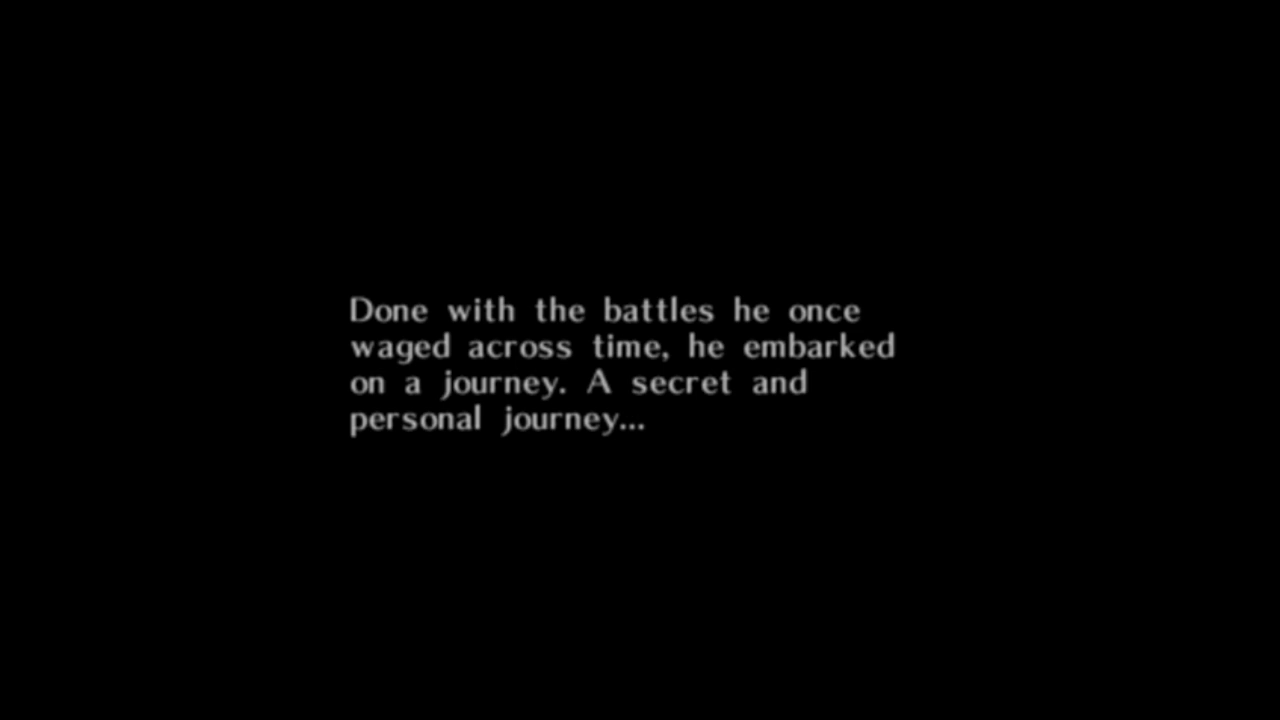 Done with the battles he once
waged across time, he embarked
on a journey. A secret and
personal journey...